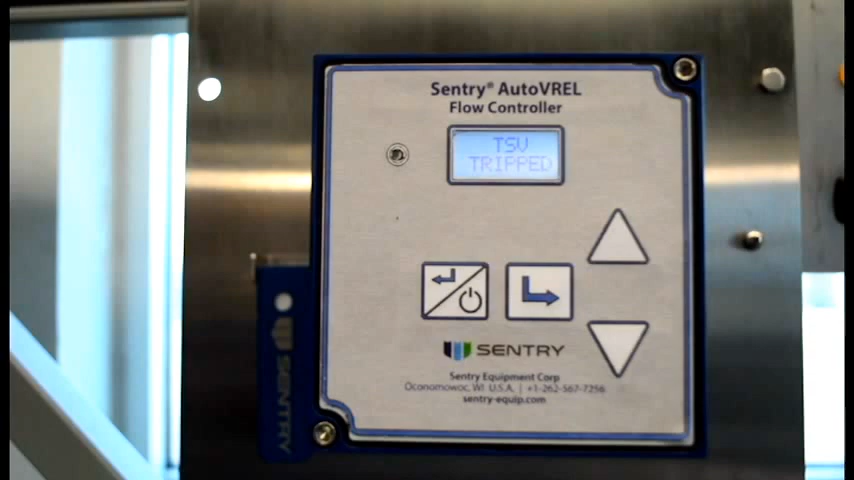 Sentry® AutoVREL
Flow Controller
TSV
TRIPPED
SENTRY
Sentry Equipment Corp
Oconomowoc, WI U.S.A. | +1-262-567-7256
sentry-equip.com
SENTRY